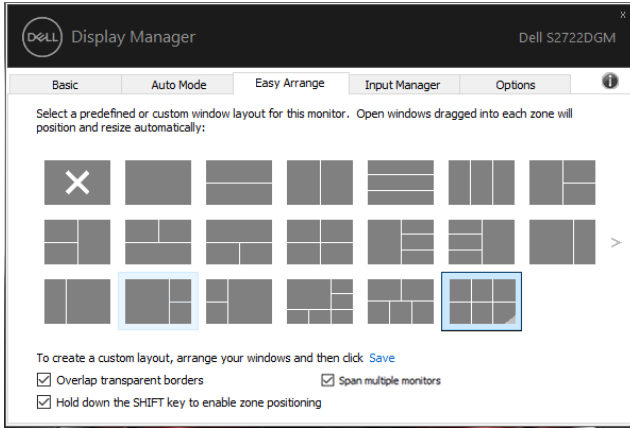 x
DELL Display Manager Dell S2722DGM
Basic Auto Mode Easy Arrange Input Manager Options i
Select a predefined or custom window layout for this monitor. Open windows dragged into each zone will
position and resize automatically:
>
To create a custom layout, arrange your windows and then click Save
Overlap transparent borders Span multiple monitors
Hold down the SHIFT key to enable zone positioning